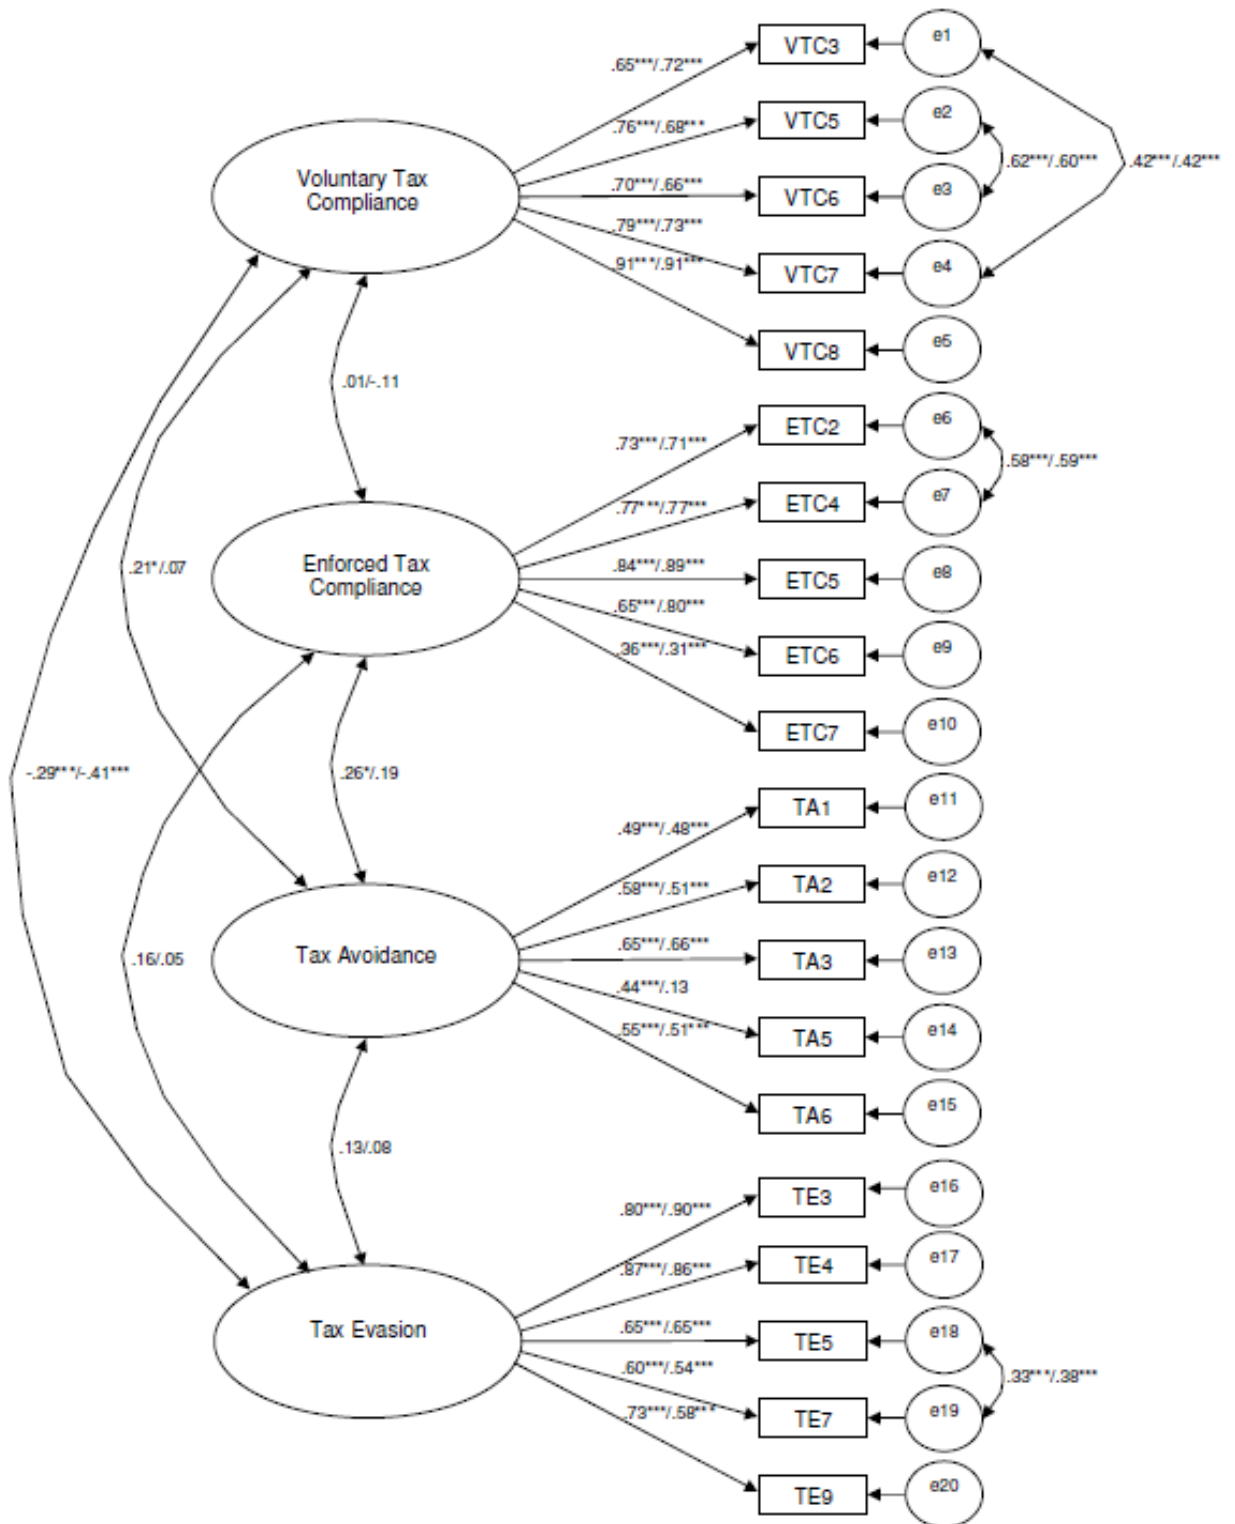 VTC3
e1
.65***/.72***
VTC5
e2
.76***/.68***
.62***/.60***
.42***/.42***
Voluntary Tax
Compliance
VTC6
e3
.70***/.66***
.79***/.73***
VTC7
e4
.91***/.91***
VTC8
e5
.01/-.11
ETC2
e6
.73***/.71***
.58***/.59***
ETC4
e7
.77***/.77***
Enforced Tax
Compliance
.21*/.07
ETC5
e8
.84***/.89***
.65***/.80***
ETC6
e9
.36***/.31***
ETC7
e10
-.29***/-.41***
.26*/.19
TA1
e11
.49***/.48***
TA2
e12
.58***/.51***
Tax Avoidance
.16/.05
.65***/.66***
TA3
e13
.44***/.13
TA5
e14
.55***/.51***
TA6
e15
.13/.08
TE3
e16
.80***/.90***
TE4
e17
.87***/.86***
Tax Evasion
.65***/.65***
TE5
e18
.60***/.54***
.33***/.38***
TE7
e19
.73***/.58***
TE9
e20